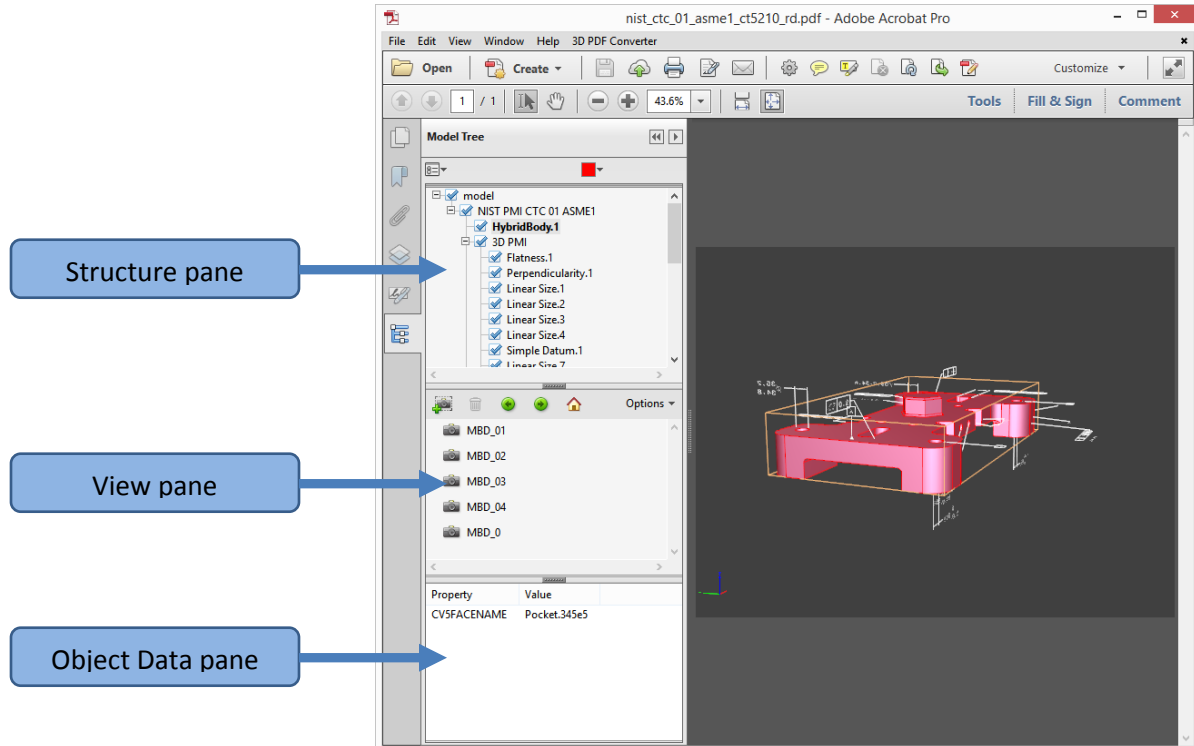 nist_ctc_01_asme1_ct5210_rd.pdf - Adobe Acrobat Pro
File Edit View Window Help 3D PDF Converter
Open Create Customize
1 / 1 43.6% Tools Fill & Sign Comment
Model Tree
model
NIST PMI CTC 01 ASME1
HybridBody.1
3D PMI
Flatness.1
Perpendicularity.1
Linear Size.1
Linear Size.2
Linear Size.3
Linear Size.4
Simple Datum.1
Linear Size.7
Structure pane
Options
MBD_01
MBD_02
MBD_03
MBD_04
MBD_0
View pane
Property Value
CV5FACENAME Pocket.345e5
Object Data pane